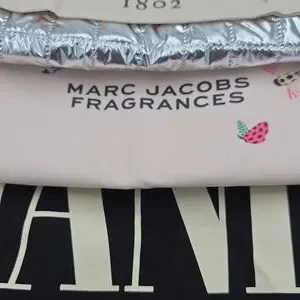 1802
MARC JACOBS
FRAGRANCES
ANI